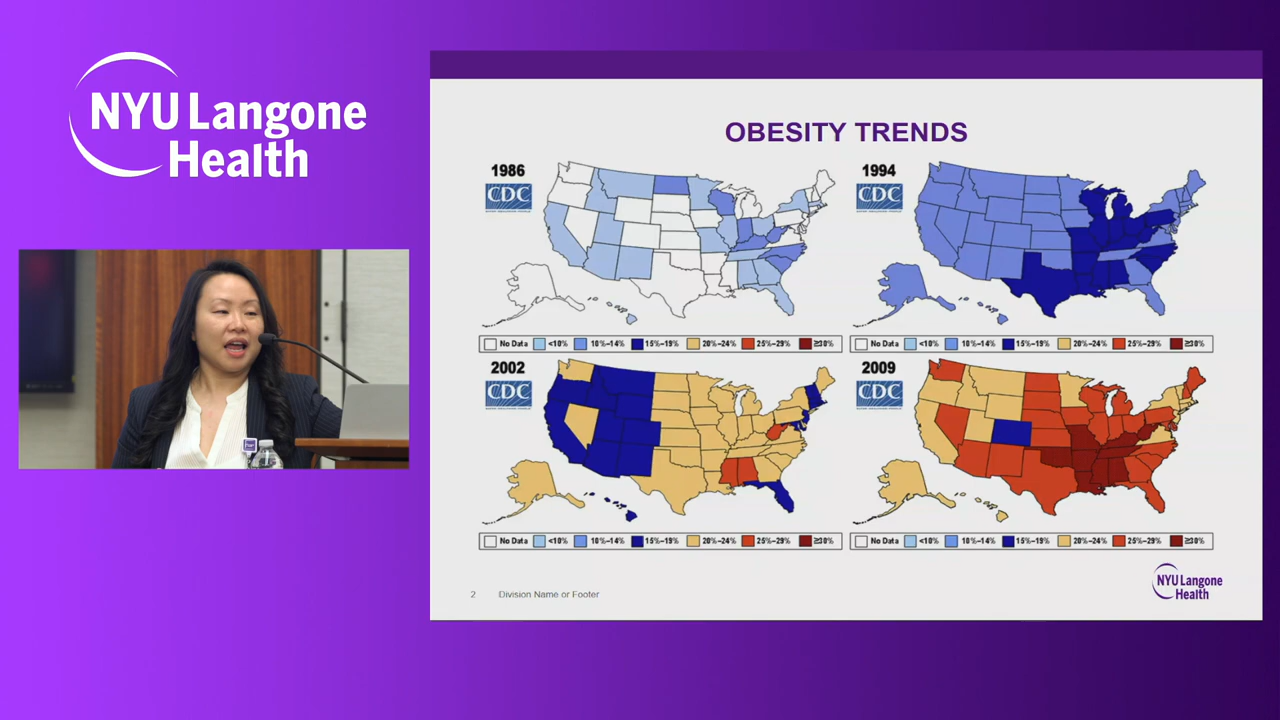 NYU Langone
Health
OBESITY TRENDS
1986
CDC
No Data <10% 10%–14% 15%–19% 20%–24% 25%–29% ≥30%
1994
CDC
No Data <10% 10%–14% 15%–19% 20%–24% 25%–29% ≥30%
2002
CDC
No Data <10% 10%–14% 15%–19% 20%–24% 25%–29% ≥30%
2009
CDC
No Data <10% 10%–14% 15%–19% 20%–24% 25%–29% ≥30%
2 Division Name or Footer
NYU Langone
Health